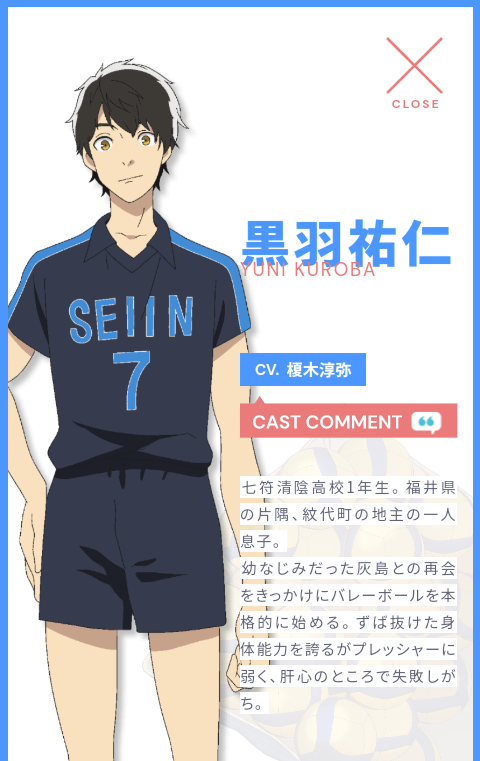 CLOSE
黒羽祐仁
YUNI KUROBA
SEIIN
7
CV. 榎木淳弥
CAST COMMENT
七符清陰高校1年生。福井県
の片隅、紋代町の地主の一人
息子。
幼なじみだった灰島との再会
をきっかけにバレーボールを本
格的に始める。ずば抜けた身
体能力を誇るがプレッシャーに
弱く、肝心のところで失敗しが
ち。